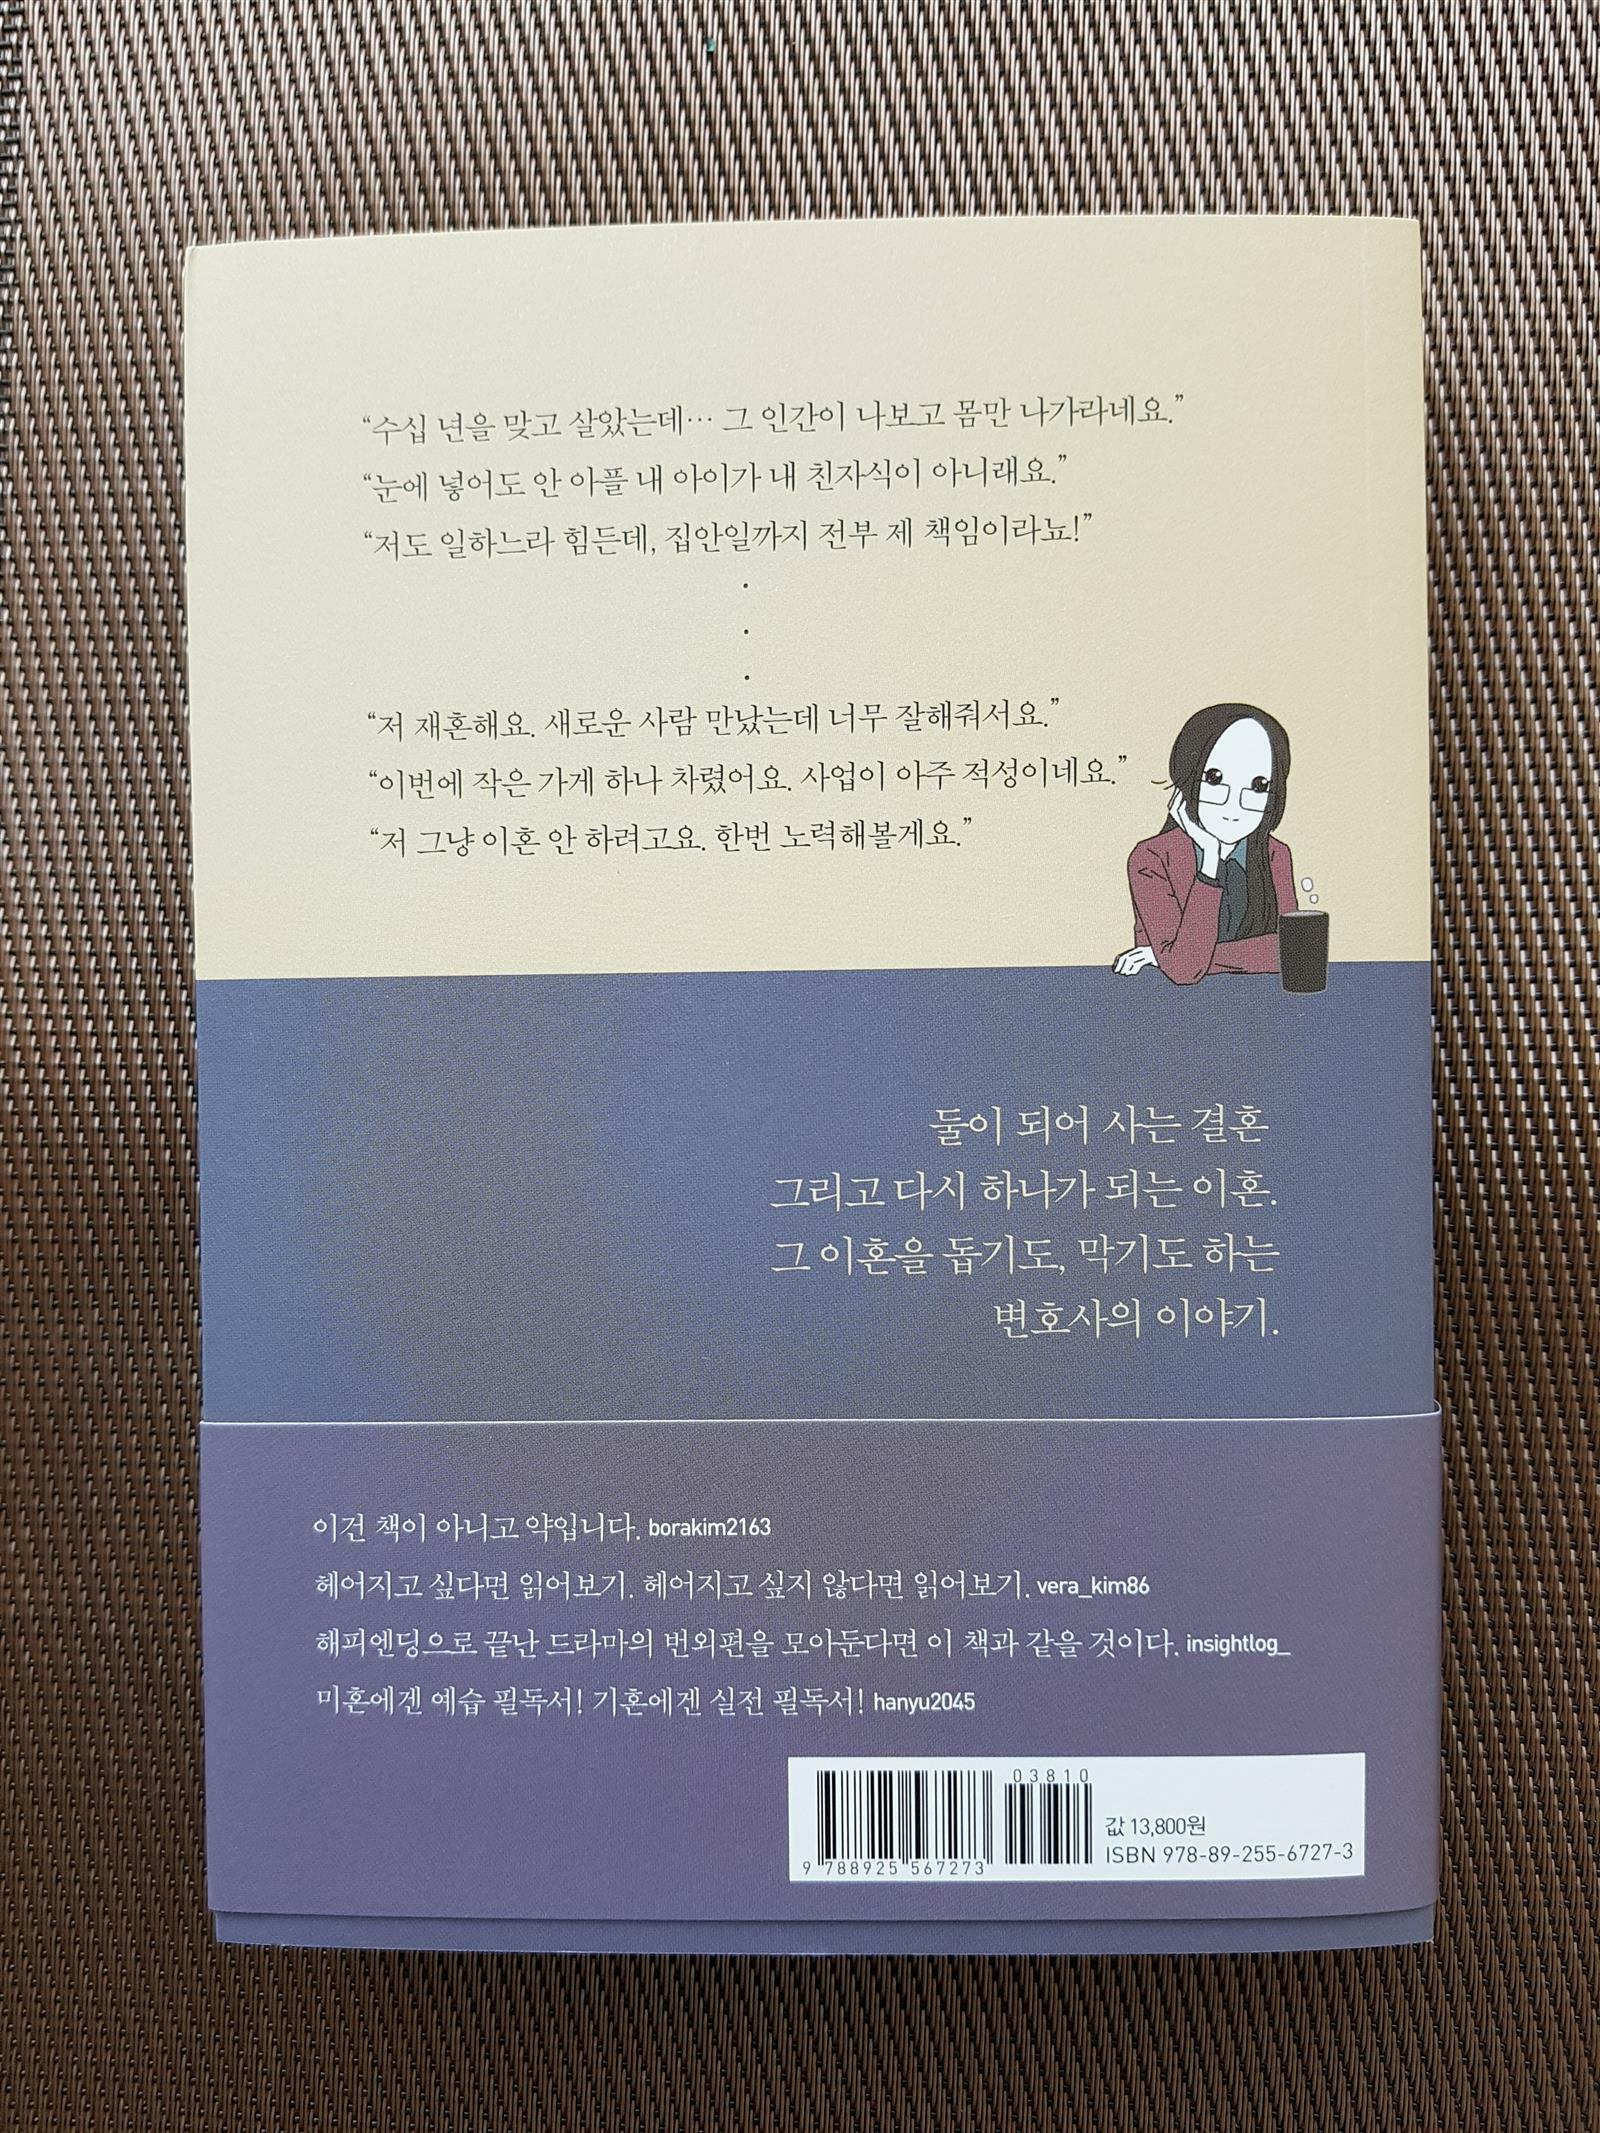 “수십 년을 맞고 살았는데… 그 인간이 나보고 몸만 나가라네요.”
“눈에 넣어도 안 아플 내 아이가 내 친자식이 아니래요.”
“저도 일하느라 힘든데, 집안일까지 전부 제 책임이라뇨!”
·
·
·
“저 재혼해요. 새로운 사람 만났는데 너무 잘해줘서요.”
“이번에 작은 가게 하나 차렸어요. 사업이 아주 적성이네요.”
“저 그냥 이혼 안 하려고요. 한번 노력해볼게요.”
둘이 되어 사는 결혼
그리고 다시 하나가 되는 이혼.
그 이혼을 돕기도, 막기도 하는
변호사의 이야기.
이건 책이 아니고 약입니다. borakim2163
헤어지고 싶다면 읽어보기. 헤어지고 싶지 않다면 읽어보기. vera_kim86
해피엔딩으로 끝난 드라마의 번외편을 모아둔다면 이 책과 같을 것이다. insightlog_
미혼에겐 예습 필독서! 기혼에겐 실전 필독서! hanyu2045
03810
값 13,800원
ISBN 978-89-255-6727-3
9 788925 567273